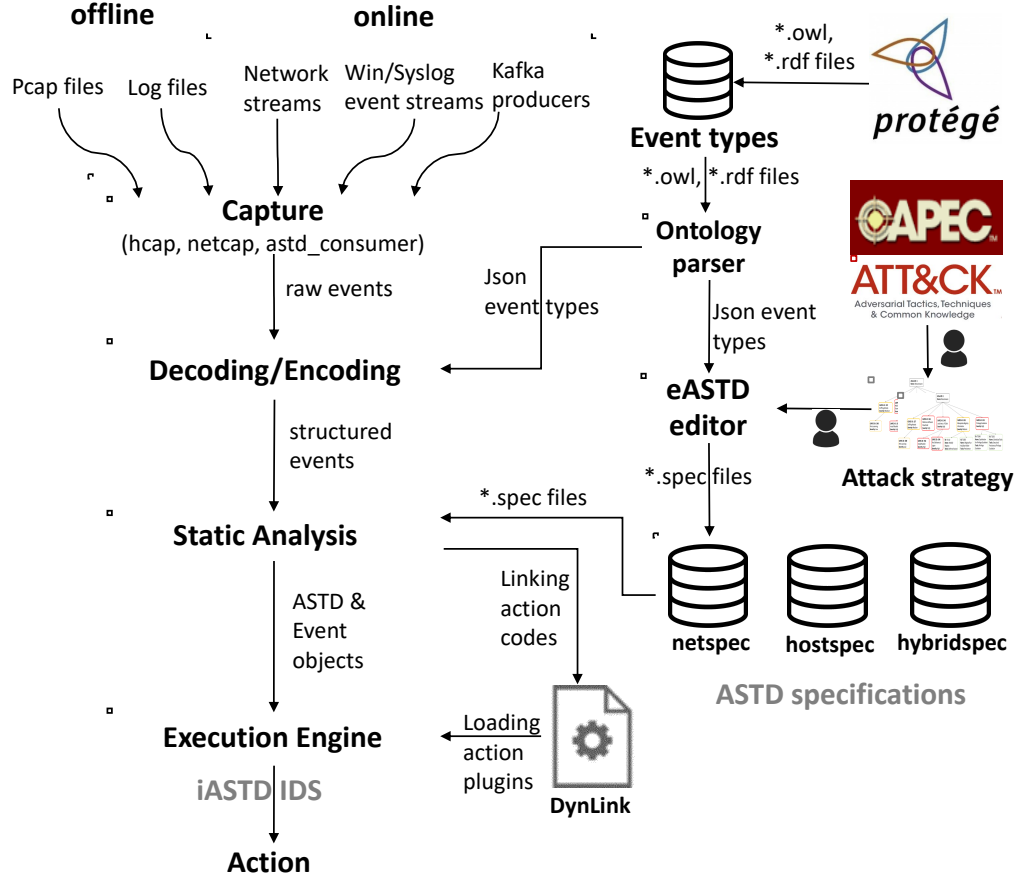 offline
online
Pcap files
Log files
Network
streams
Win/Syslog
event streams
Kafka
producers
Capture
(hcap, netcap, astd_consumer)
raw events
Decoding/Encoding
structured
events
Static Analysis
ASTD &
Event
objects
Execution Engine
iASTD IDS
Action
*.owl,
*.rdf files
protégé
Event types
*.owl, *.rdf files
Ontology
parser
Json
event types
Json event
types
CAPEC™
ATT&CK™
Adversarial Tactics, Techniques
& Common Knowledge
eASTD
editor
Attack strategy
*.spec files
*.spec files
netspec
hostspec
hybridspec
ASTD specifications
Linking
action
codes
Loading
action
plugins
DynLink